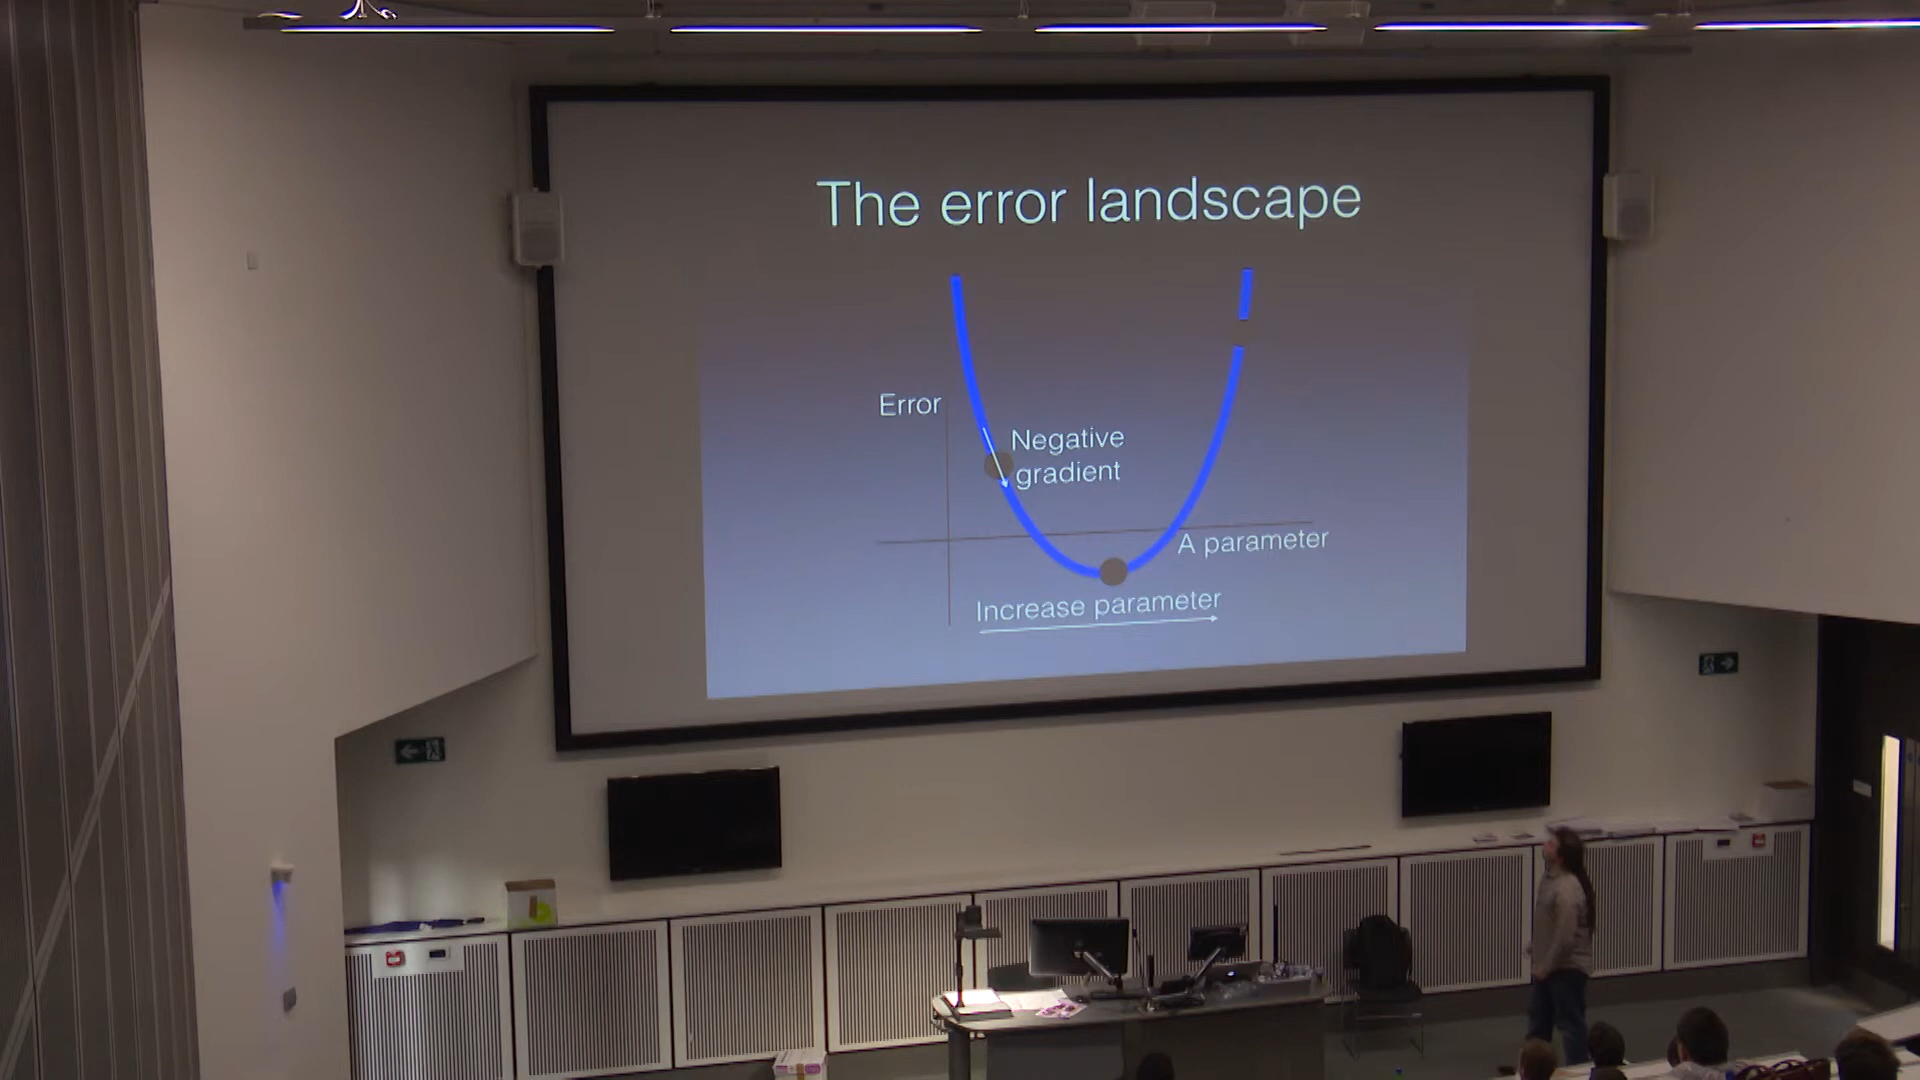 The error landscape
Error
Negative
gradient
A parameter
Increase parameter